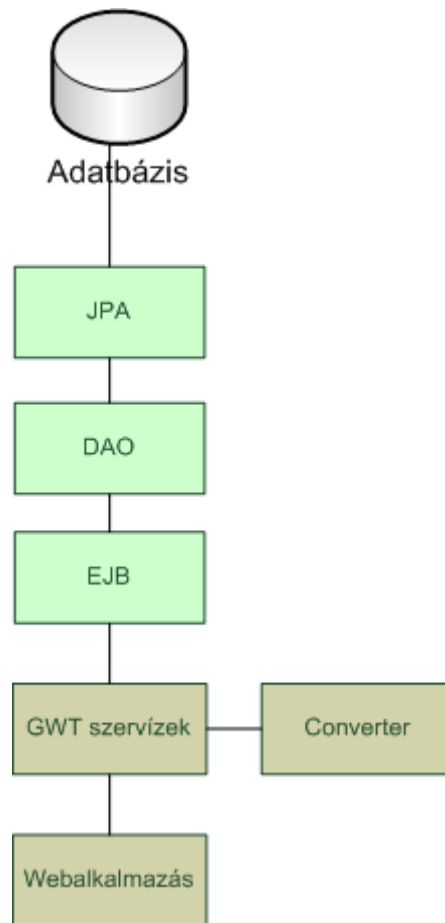 Adatbázis
JPA
DAO
EJB
GWT szervízek
Converter
Webalkalmazás